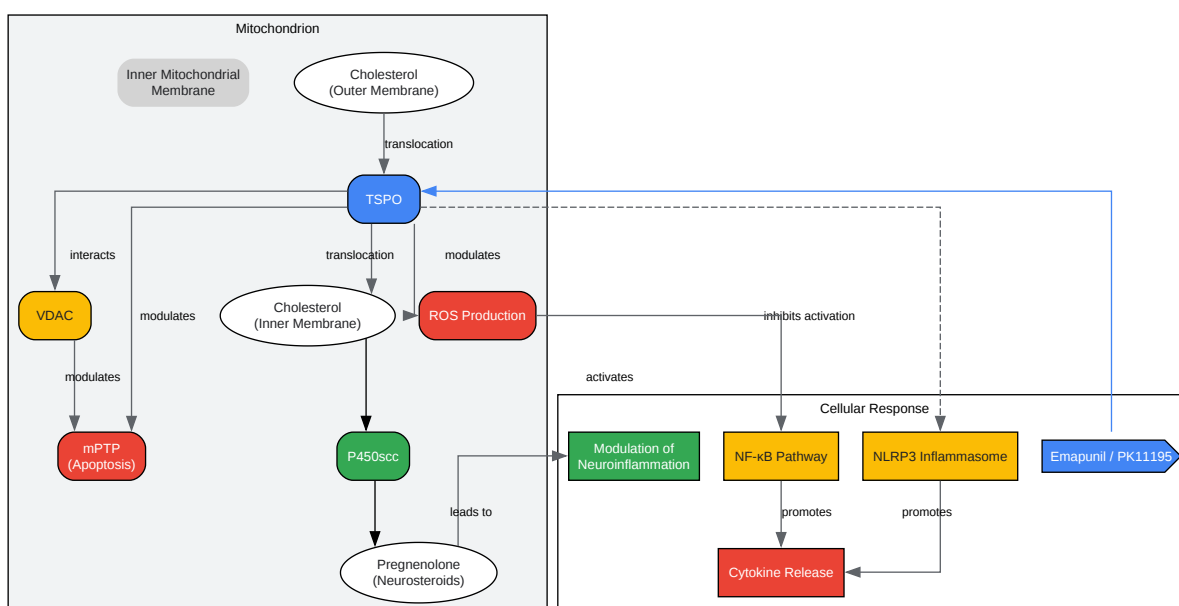 Mitochondrion
Inner Mitochondrial
Membrane
Cholesterol
(Outer Membrane)
translocation
TSPO
interacts
translocation
modulates
VDAC
modulates
Cholesterol
(Inner Membrane)
ROS Production
inhibits activation
modulates
activates
Cellular Response
mPTP
(Apoptosis)
P450scc
Modulation of
Neuroinflammation
NF-κB Pathway
NLRP3 Inflammasome
Emapunil / PK11195
leads to
promotes
promotes
Pregnenolone
(Neurosteroids)
Cytokine Release